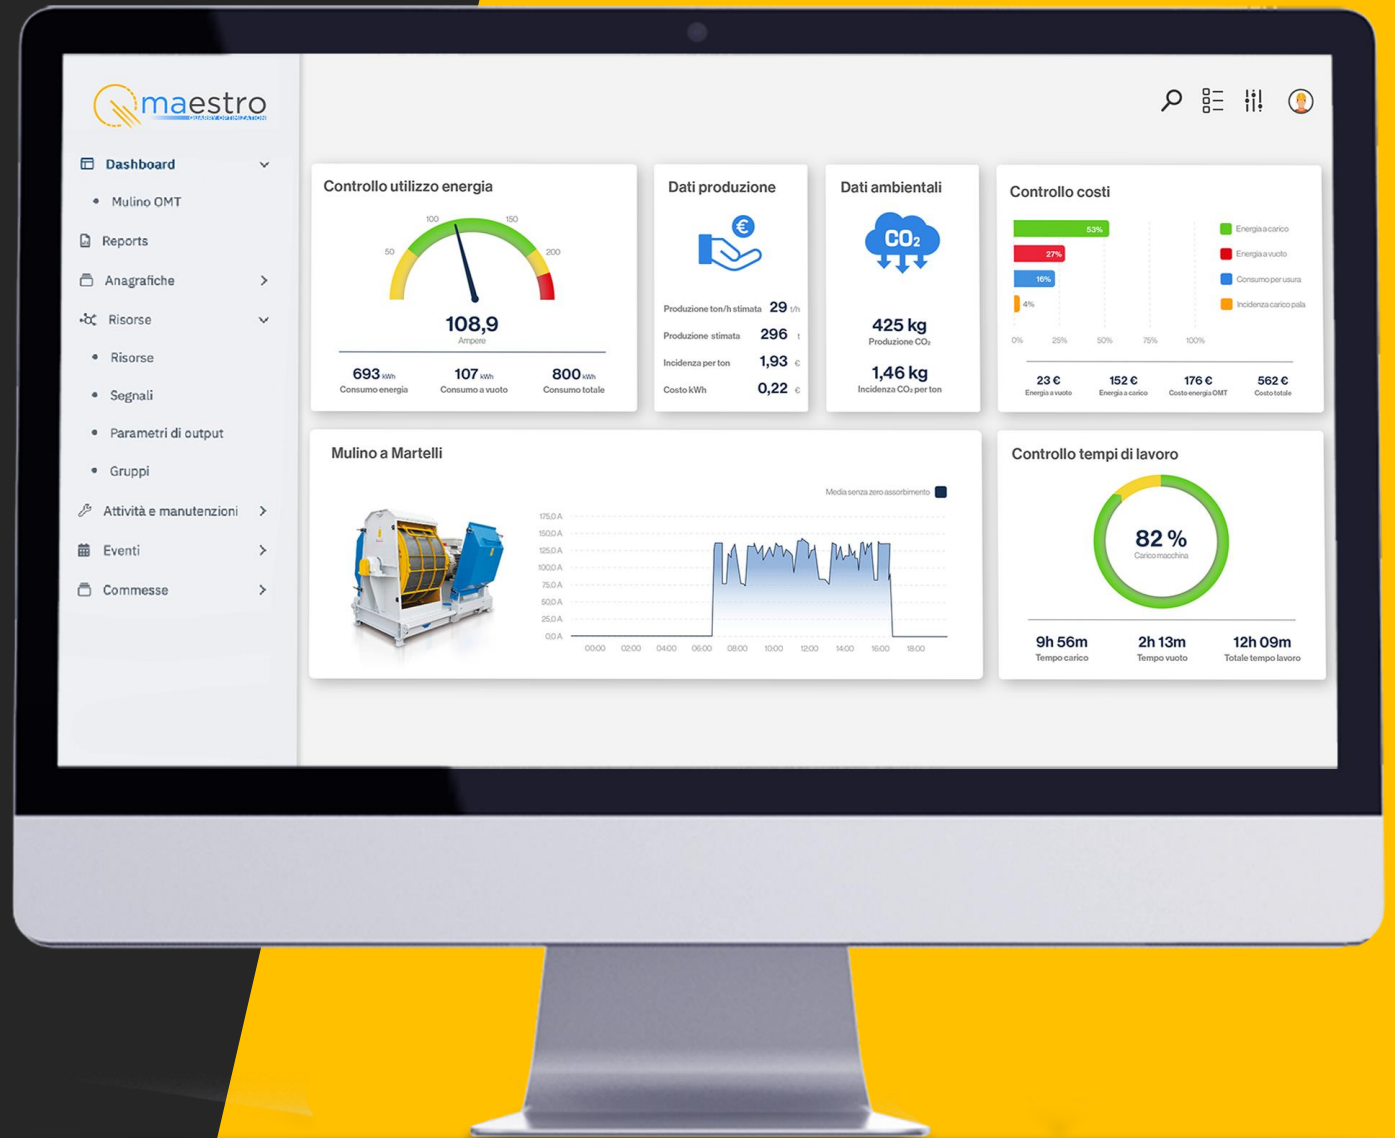 maestro
QUARRY OPTIMIZATION
Dashboard
Mulino OMT
Reports
Anagrafiche
Risorse
Risorse
Segnali
Parametri di output
Gruppi
Attività e manutenzioni
Eventi
Commesse
Controllo utilizzo energia
50
100
150
200
108,9
Ampere
693 kWh
Consumo energia
107 kWh
Consumo a vuoto
800 kWh
Consumo totale
Dati produzione
€
Produzione ton/h stimata 29 t/h
Produzione stimata 296 t
Incidenza per ton 1,93 €
Costo kWh 0,22 €
Dati ambientali
CO₂
425 kg
Produzione CO₂
1,46 kg
Incidenza CO₂ per ton
Controllo costi
53%
27%
16%
4%
0% 25% 50% 75% 100%
Energia a carico
Energia a vuoto
Consumo per usura
Incidenza carico pala
23 €
Energia a vuoto
152 €
Energia a carico
176 €
Costo energia OMT
562 €
Costo totale
Mulino a Martelli
Media senza zero assorbimento
175,0 A
150,0 A
125,0 A
100,0 A
75,0 A
50,0 A
25,0 A
0,0 A
00:00 02:00 04:00 06:00 08:00 10:00 12:00 14:00 16:00 18:00
Controllo tempi di lavoro
82 %
Carico macchina
9h 56m
Tempo carico
2h 13m
Tempo vuoto
12h 09m
Totale tempo lavoro